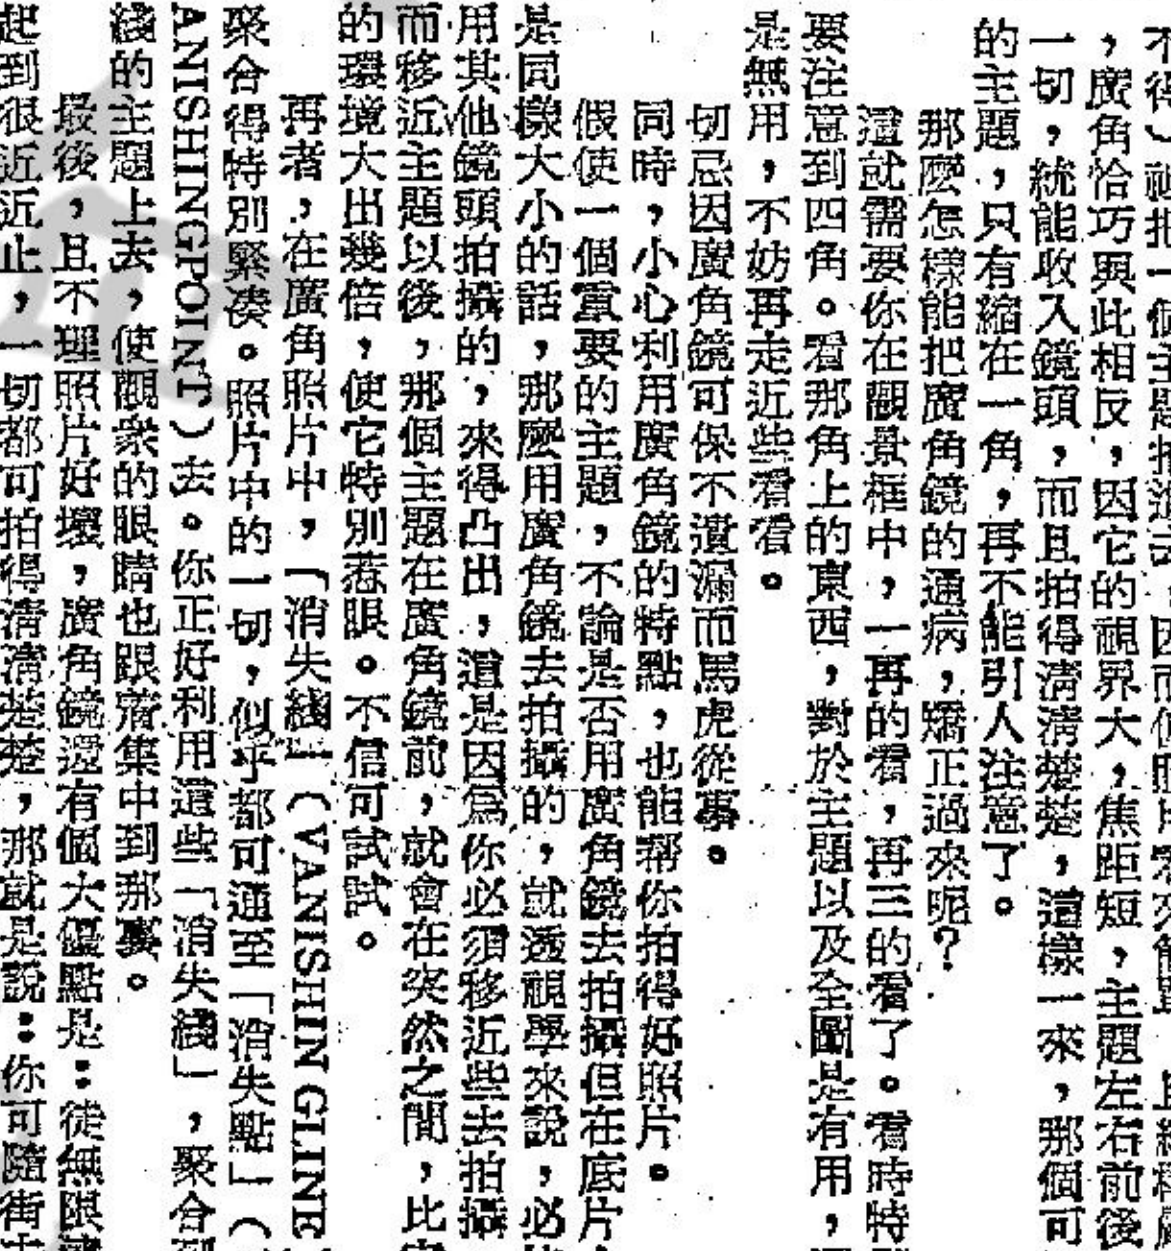 ，廣角恰巧與此相反，因它的視界大，焦距短，主題左右前後
一切，統能收入鏡頭，而且拍得清清楚楚，這樣一來，那個可
的主題，只有縮在一角，再不能引人注意了。
那麼怎樣能把廣角鏡的通病，矯正過來呢？
這就需要你在觀景框中，一再的看，再三的看了。看時特
要注意到四角。看那角上的東西，對於主題以及全圖是有用，
是無用，不妨再走近些看看。
切忌因廣角鏡可保不遺漏而馬虎從事。
同時，小心利用廣角鏡的特點，也能幫你拍得好照片。
假使一個重要的主題，不論是否用廣角鏡去拍攝但在底片
是同樣大小的話，那麼用廣角鏡去拍攝的，就透視學來說，必
用其他鏡頭拍攝的，來得凸出，這是因爲你必須移近些去拍攝
而移近主題以後，那個主題在廣角鏡前，就會在突然之間，比
的環境大出幾倍，使它特別惹眼。不信可試試。
再者，在廣角照片中，「消失綫」（VANISHIN GLINE
聚合得特別緊凑。照片中的一切，似乎都可通至「消失點」（
ANISHINGPOINT）去。你正好利用這些「消失綫」，聚合到
綫的主題上去，使觀衆的眼睛也跟着集中到那裏。
最後，且不理照片好壞，廣角鏡還有個大優點是：從無限
起到很近近止，一切都可拍得清清楚楚，那就是說：你可隨街